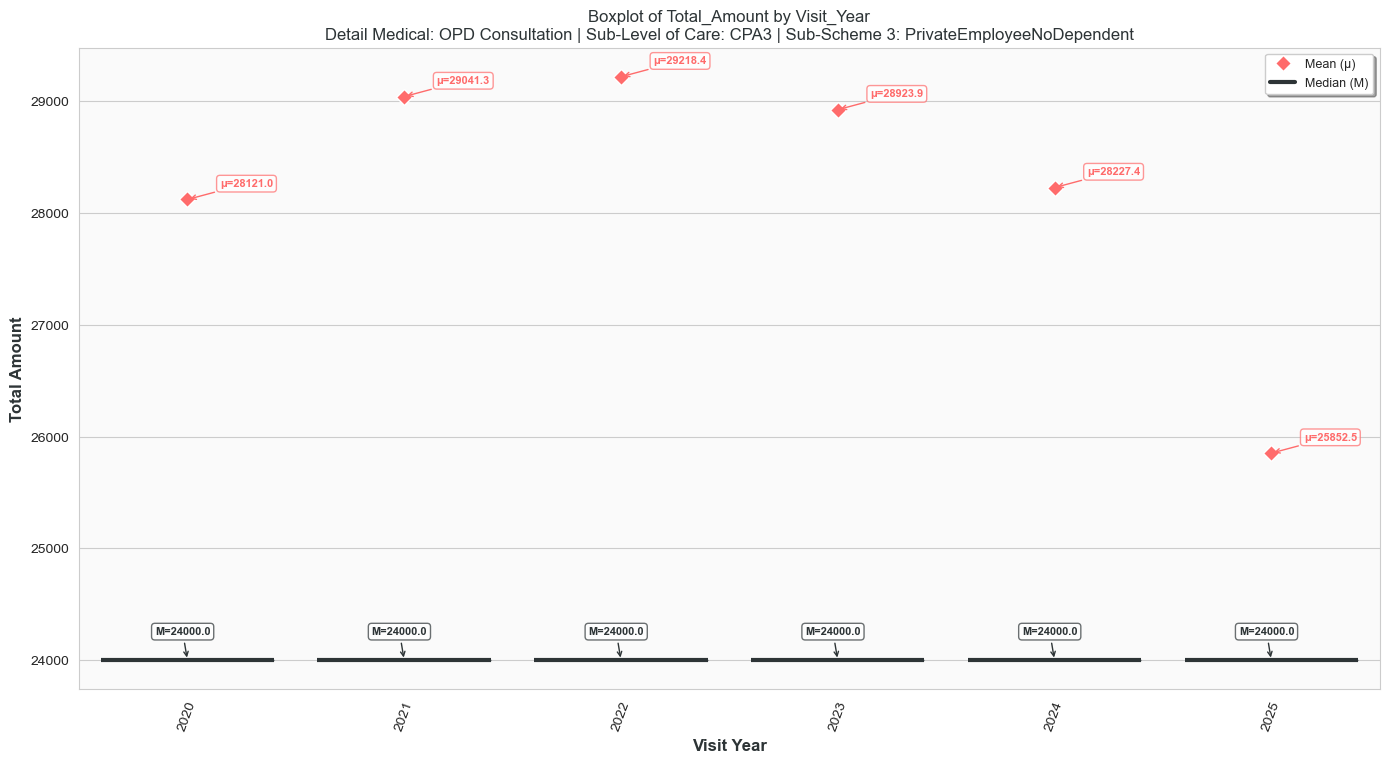 Boxplot of Total_Amount by Visit_Year
Detail Medical: OPD Consultation | Sub-Level of Care: CPA3 | Sub-Scheme 3: PrivateEmployeeNoDependent
Mean (μ)
Median (M)
μ=28121.0
μ=29041.3
μ=29218.4
μ=28923.9
μ=28227.4
μ=25852.5
M=24000.0
M=24000.0
M=24000.0
M=24000.0
M=24000.0
M=24000.0
29000
28000
27000
26000
25000
24000
Total Amount
2020
2021
2022
2023
2024
2025
Visit Year